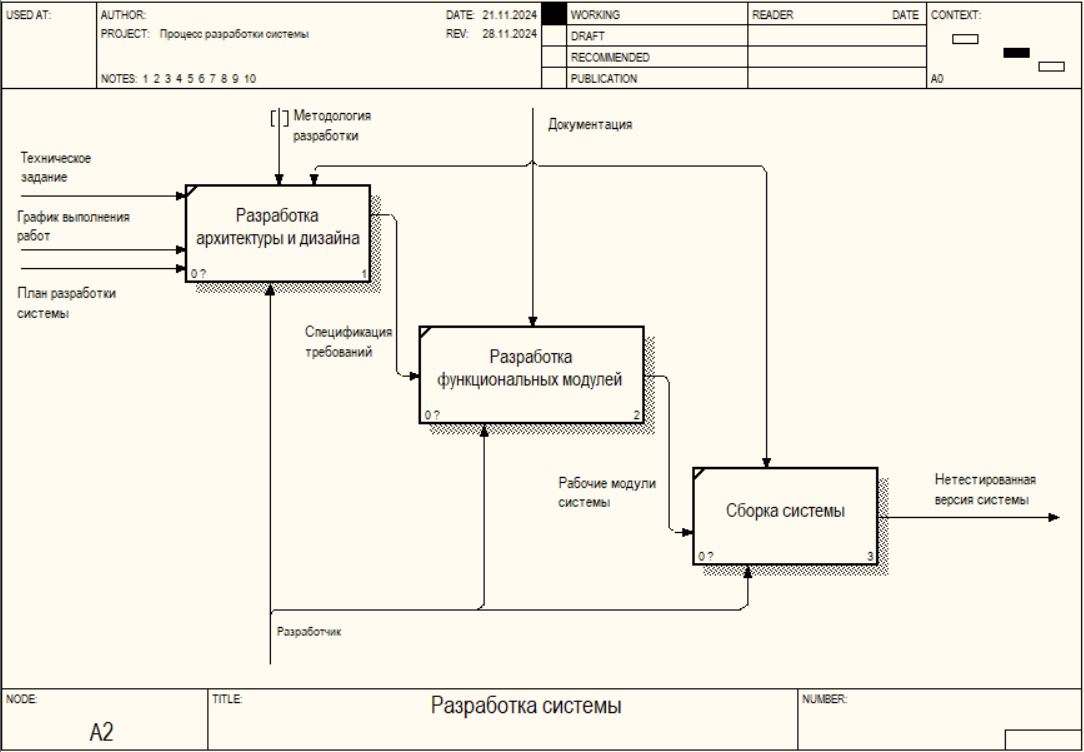 USED AT:
AUTHOR:
DATE: 21.11.2024
PROJECT: Процесс разработки системы
REV: 28.11.2024
NOTES: 1 2 3 4 5 6 7 8 9 10
WORKING
DRAFT
RECOMMENDED
PUBLICATION
READER
DATE
CONTEXT:
A0
Методология
разработки
Документация
Техническое
задание
График выполнения
работ
План разработки
системы
Разработка
архитектуры и дизайна
0 ?
1
Спецификация
требований
Разработка
функциональных модулей
0 ?
2
Рабочие модули
системы
Сборка системы
0 ?
3
Нетестированная
версия системы
Разработчик
NODE:
A2
TITLE:
Разработка системы
NUMBER: